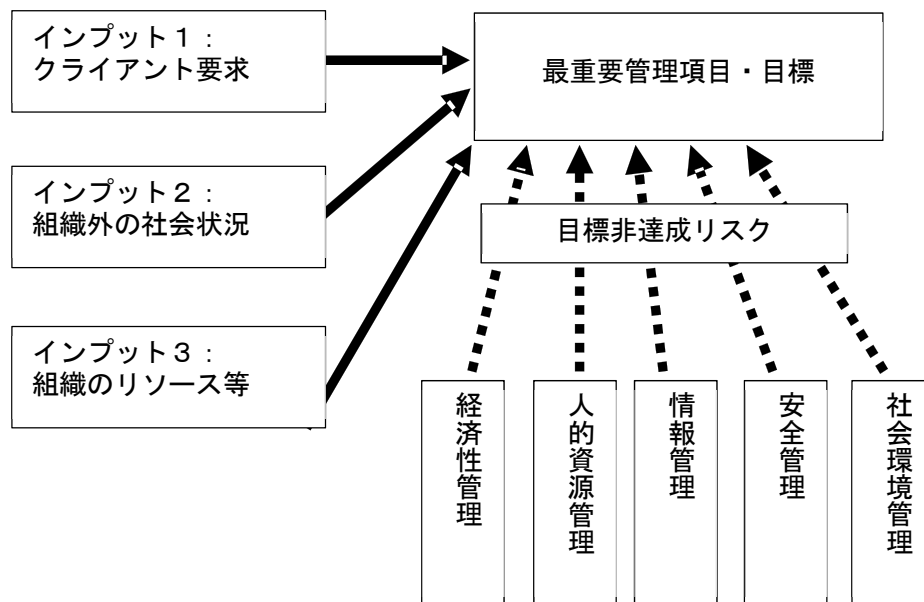 インプット１：
クライアント要求
最重要管理項目・目標
インプット２：
組織外の社会状況
目標非達成リスク
インプット３：
組織のリソース等
経済性管理
人的資源管理
情報管理
安全管理
社会環境管理